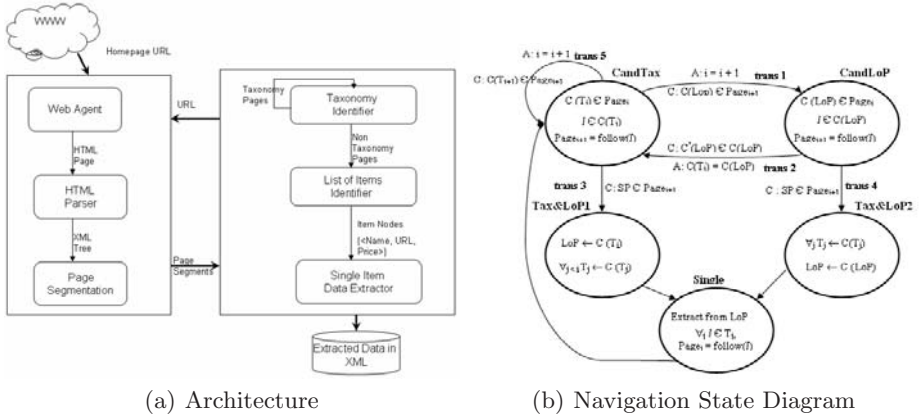 WWW
Homepage URL
Web Agent
HTML
Page
HTML
Parser
XML
Tree
Page
Segmentation
URL
Page
Segments
Taxonomy
Pages
Taxonomy
Identifier
Non
Taxonomy
Pages
List of Items
Identifier
Item Nodes
{<Name, URL,
Price>}
Single Item
Data Extractor
Extracted Data in
XML
(a) Architecture
A: i = i + 1 trans 5
C: C(Tᵢ₊₁) ∈ Pageᵢ₊₁
CandTax
C (Tᵢ) ∈ Pageᵢ
l ∈ C(Tᵢ)
Pageᵢ₊₁ = follow(l)
A: i = i + 1 trans 1
C: C(Lop) ∈ Pageᵢ₊₁
CandLoP
C (LoP) ∈ Pageᵢ
l ∈ C(LoP)
Pageᵢ₊₁ = follow(l)
C: C'(LoP) ∈ C(LoP)
A: C(Tᵢ) = C(LoP) trans 2
trans 3
C: SP ∈ Pageᵢ₊₁
trans 4
C : SP ∈ Pageᵢ₊₁
Tax&LoP1
LoP ← C (Tᵢ)
∀j<i Tⱼ ← C (Tⱼ)
Tax&LoP2
∀ⱼ Tⱼ ← C(Tⱼ)
LoP ← C (LoP)
Single
Extract from LoP
l ∈ T₁,
Page₁ = follow(l)
(b) Navigation State Diagram